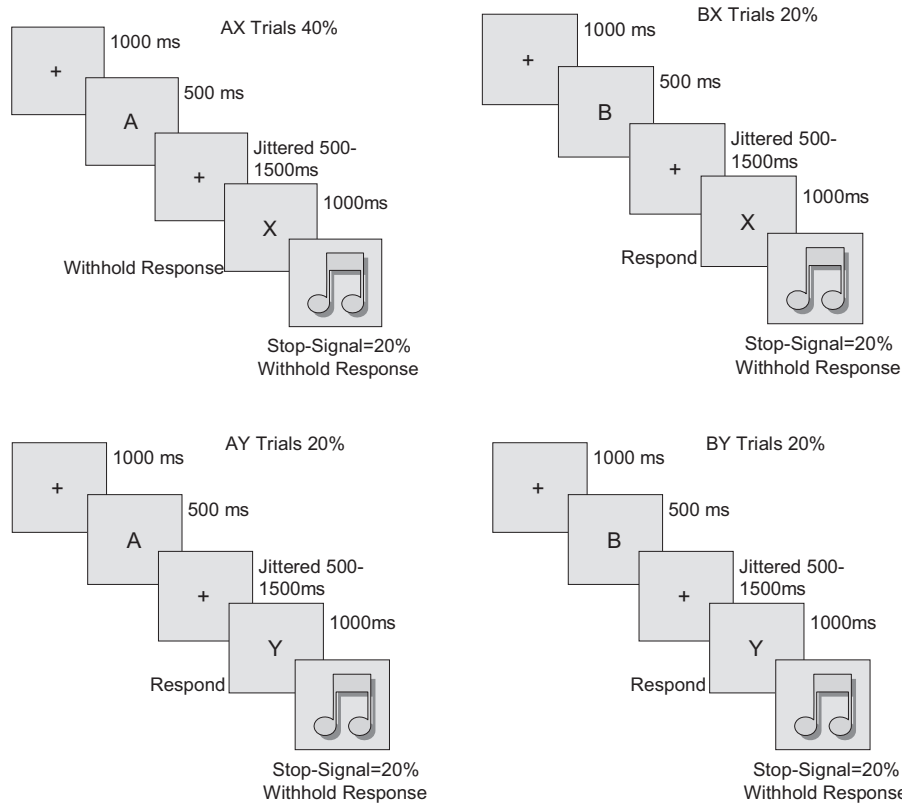 AX Trials 40%
+
1000 ms
A
500 ms
+
Jittered 500-
1500ms
X
1000ms
Withhold Response
Stop-Signal=20%
Withhold Response
BX Trials 20%
+
1000 ms
B
500 ms
+
Jittered 500-
1500ms
X
1000ms
Respond
Stop-Signal=20%
Withhold Response
AY Trials 20%
+
1000 ms
A
500 ms
+
Jittered 500-
1500ms
Y
1000ms
Respond
Stop-Signal=20%
Withhold Response
BY Trials 20%
+
1000 ms
B
500 ms
+
Jittered 500-
1500ms
Y
1000ms
Respond
Stop-Signal=20%
Withhold Response